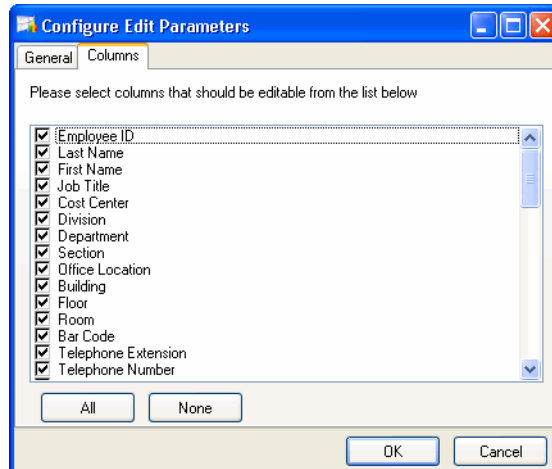 Configure Edit Parameters
General Columns
Please select columns that should be editable from the list below
Employee ID
Last Name
First Name
Job Title
Cost Center
Division
Department
Section
Office Location
Building
Floor
Room
Bar Code
Telephone Extension
Telephone Number
All None
OK Cancel